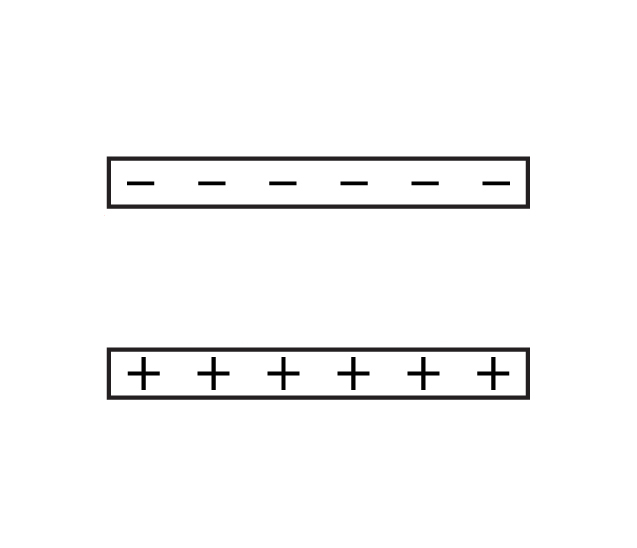 − − − − − −
+ + + + + +